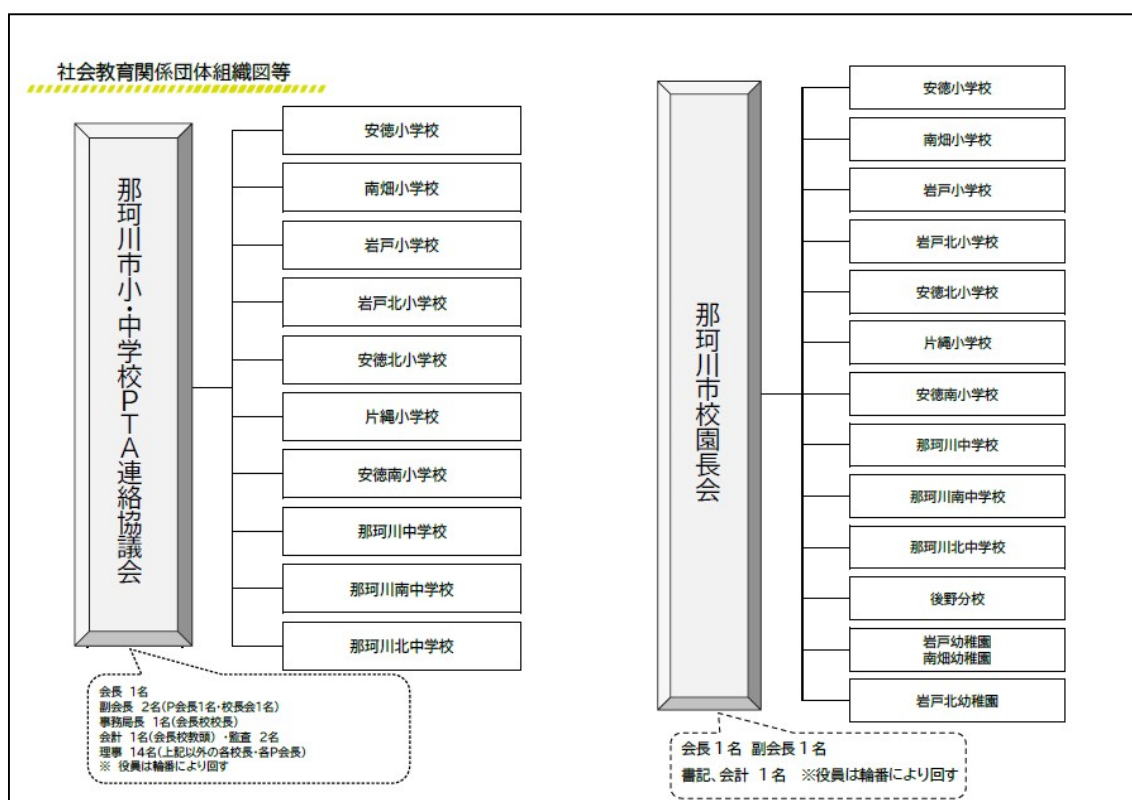 社会教育関係団体組織図等
那珂川市小・中学校PTA連絡協議会
安徳小学校
南畑小学校
岩戸小学校
岩戸北小学校
安徳北小学校
片縄小学校
安徳南小学校
那珂川中学校
那珂川南中学校
那珂川北中学校
会長 1名
副会長 2名(P会長1名・校長会1名)
事務局長 1名(会長校校長)
会計 1名(会長校教頭) ・監査 2名
理事 14名(上記以外の各校長・各P会長)
※ 役員は輪番により回す
那珂川市校園長会
安徳小学校
南畑小学校
岩戸小学校
岩戸北小学校
安徳北小学校
片縄小学校
安徳南小学校
那珂川中学校
那珂川南中学校
那珂川北中学校
後野分校
岩戸幼稚園
南畑幼稚園
岩戸北幼稚園
会長1名 副会長1名
書記、会計 1名 ※役員は輪番により回す